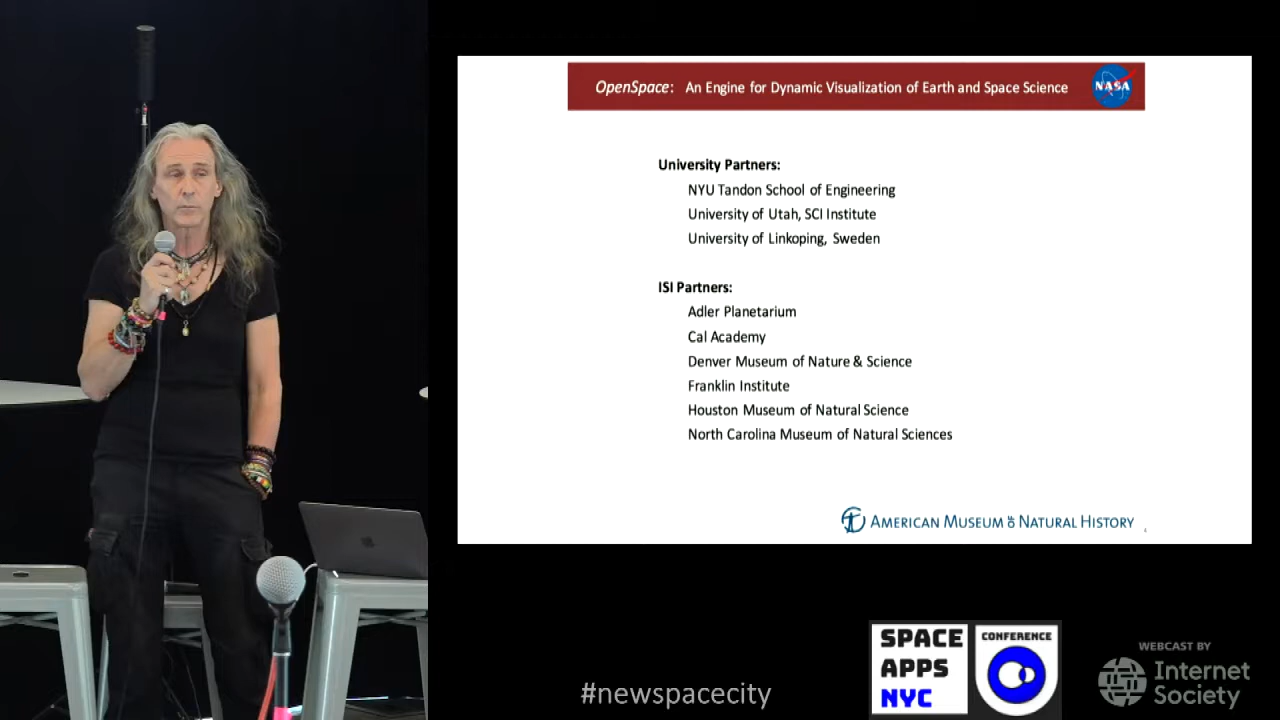 OpenSpace: An Engine for Dynamic Visualization of Earth and Space Science
NASA
University Partners:
NYU Tandon School of Engineering
University of Utah, SCI Institute
University of Linkoping, Sweden
ISI Partners:
Adler Planetarium
Cal Academy
Denver Museum of Nature & Science
Franklin Institute
Houston Museum of Natural Science
North Carolina Museum of Natural Sciences
AMERICAN MUSEUM OF NATURAL HISTORY
SPACE
APPS
NYC
CONFERENCE
#newspacecity
WEBCAST BY
Internet
Society